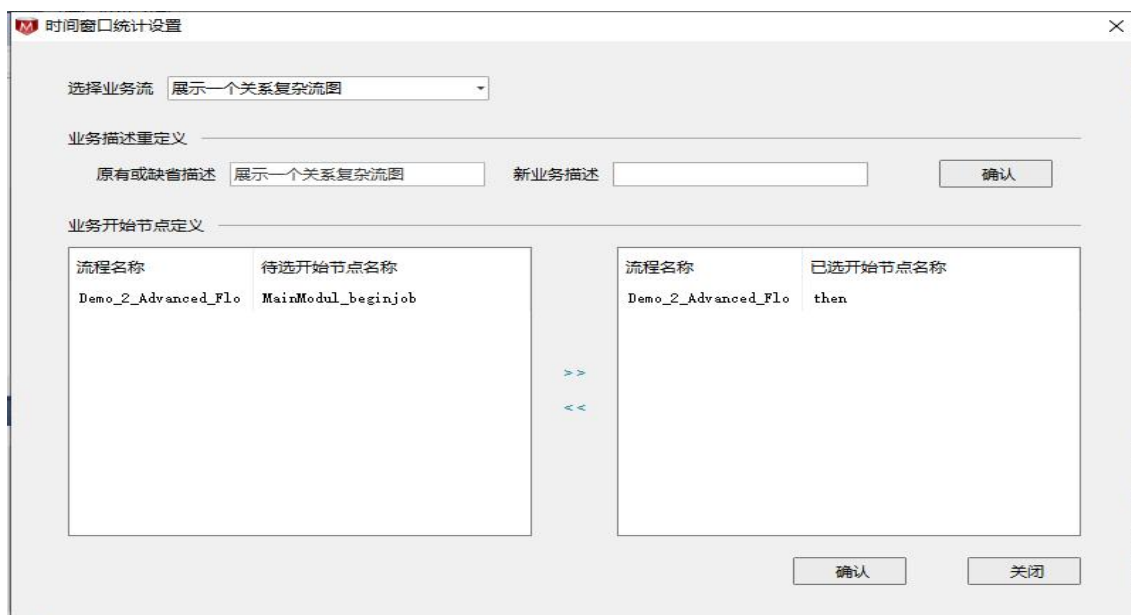 时间窗口统计设置
选择业务流 展示一个关系复杂流图
业务描述重定义
原有或缺省描述 展示一个关系复杂流图 新业务描述 确认
业务开始节点定义
流程名称 待选开始节点名称 流程名称 已选开始节点名称
Demo_2_Advanced_Flo MainModul_beginjob Demo_2_Advanced_Flo then
>>
<<
确认 关闭